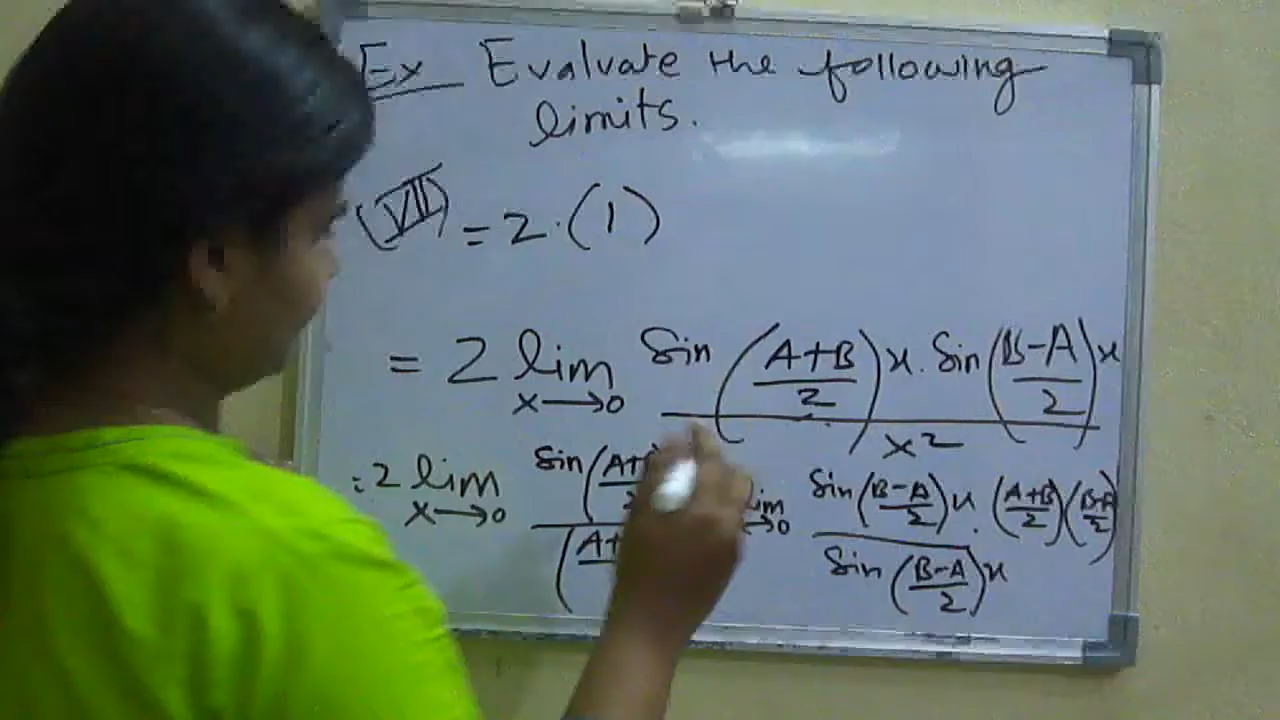 Ex Evaluate the following
limits.
(VII) = 2.(1)
= 2 lim x→0 Sin((A+B)/2)x . Sin((B-A)/2)x / x²
= 2 lim x→0 Sin(A+ / (A+ lim →0 Sin((B-A)/2)x / Sin((B-A)/2)x . ((A+B)/2)((B-A)/2)